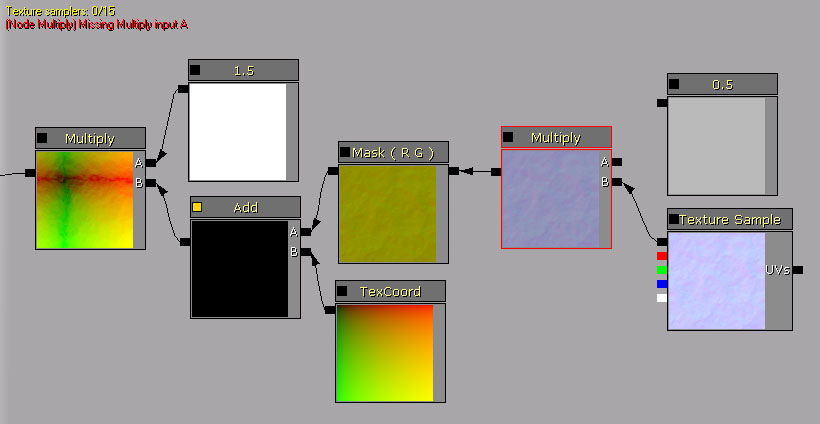 Texture samplers: 0/15
[Node Multiply] Missing Multiply input A
1.5
0.5
Multiply
A
B
Mask ( R G )
Multiply
A
B
Add
A
B
Texture Sample
UVs
TexCoord